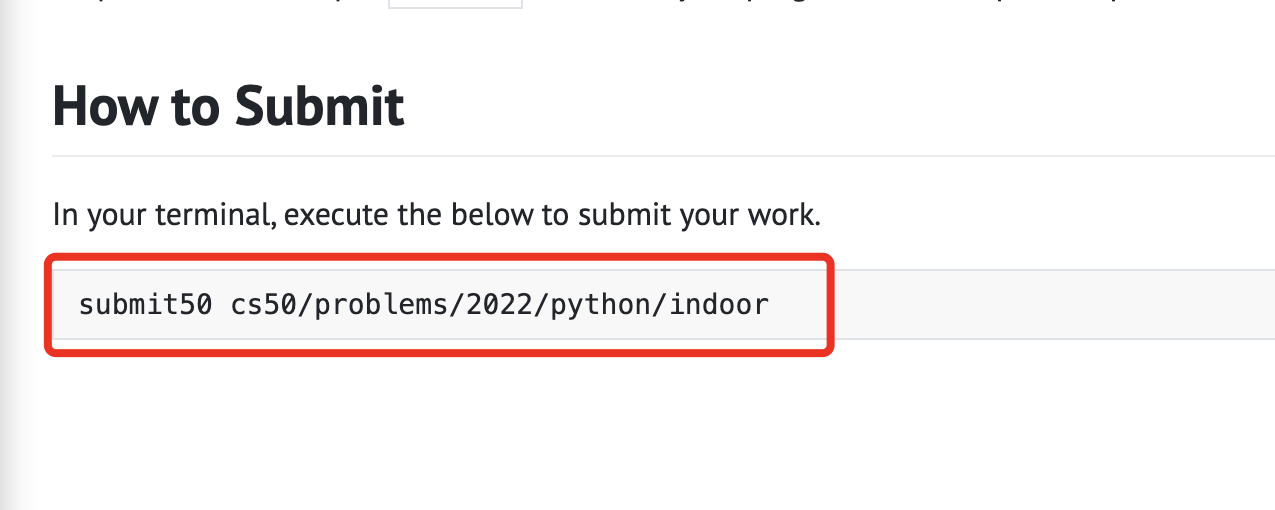 How to Submit
In your terminal, execute the below to submit your work.
submit50 cs50/problems/2022/python/indoor